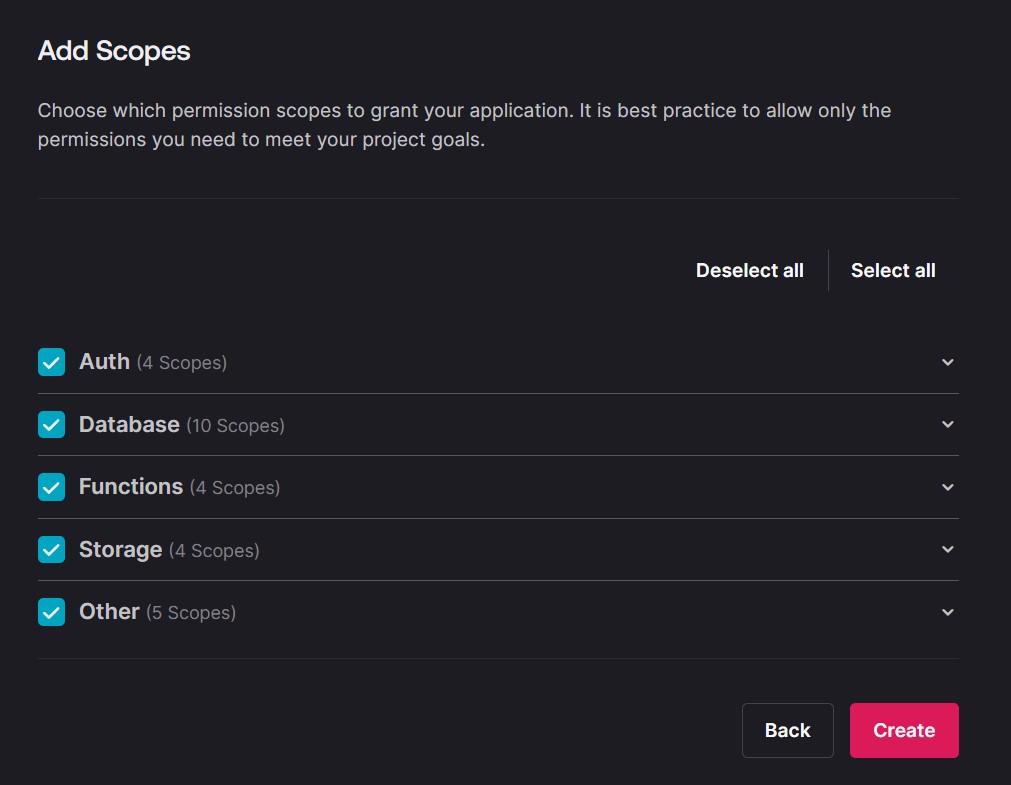 Add Scopes
Choose which permission scopes to grant your application. It is best practice to allow only the
permissions you need to meet your project goals.
Deselect all
Select all
Auth (4 Scopes)
Database (10 Scopes)
Functions (4 Scopes)
Storage (4 Scopes)
Other (5 Scopes)
Back
Create